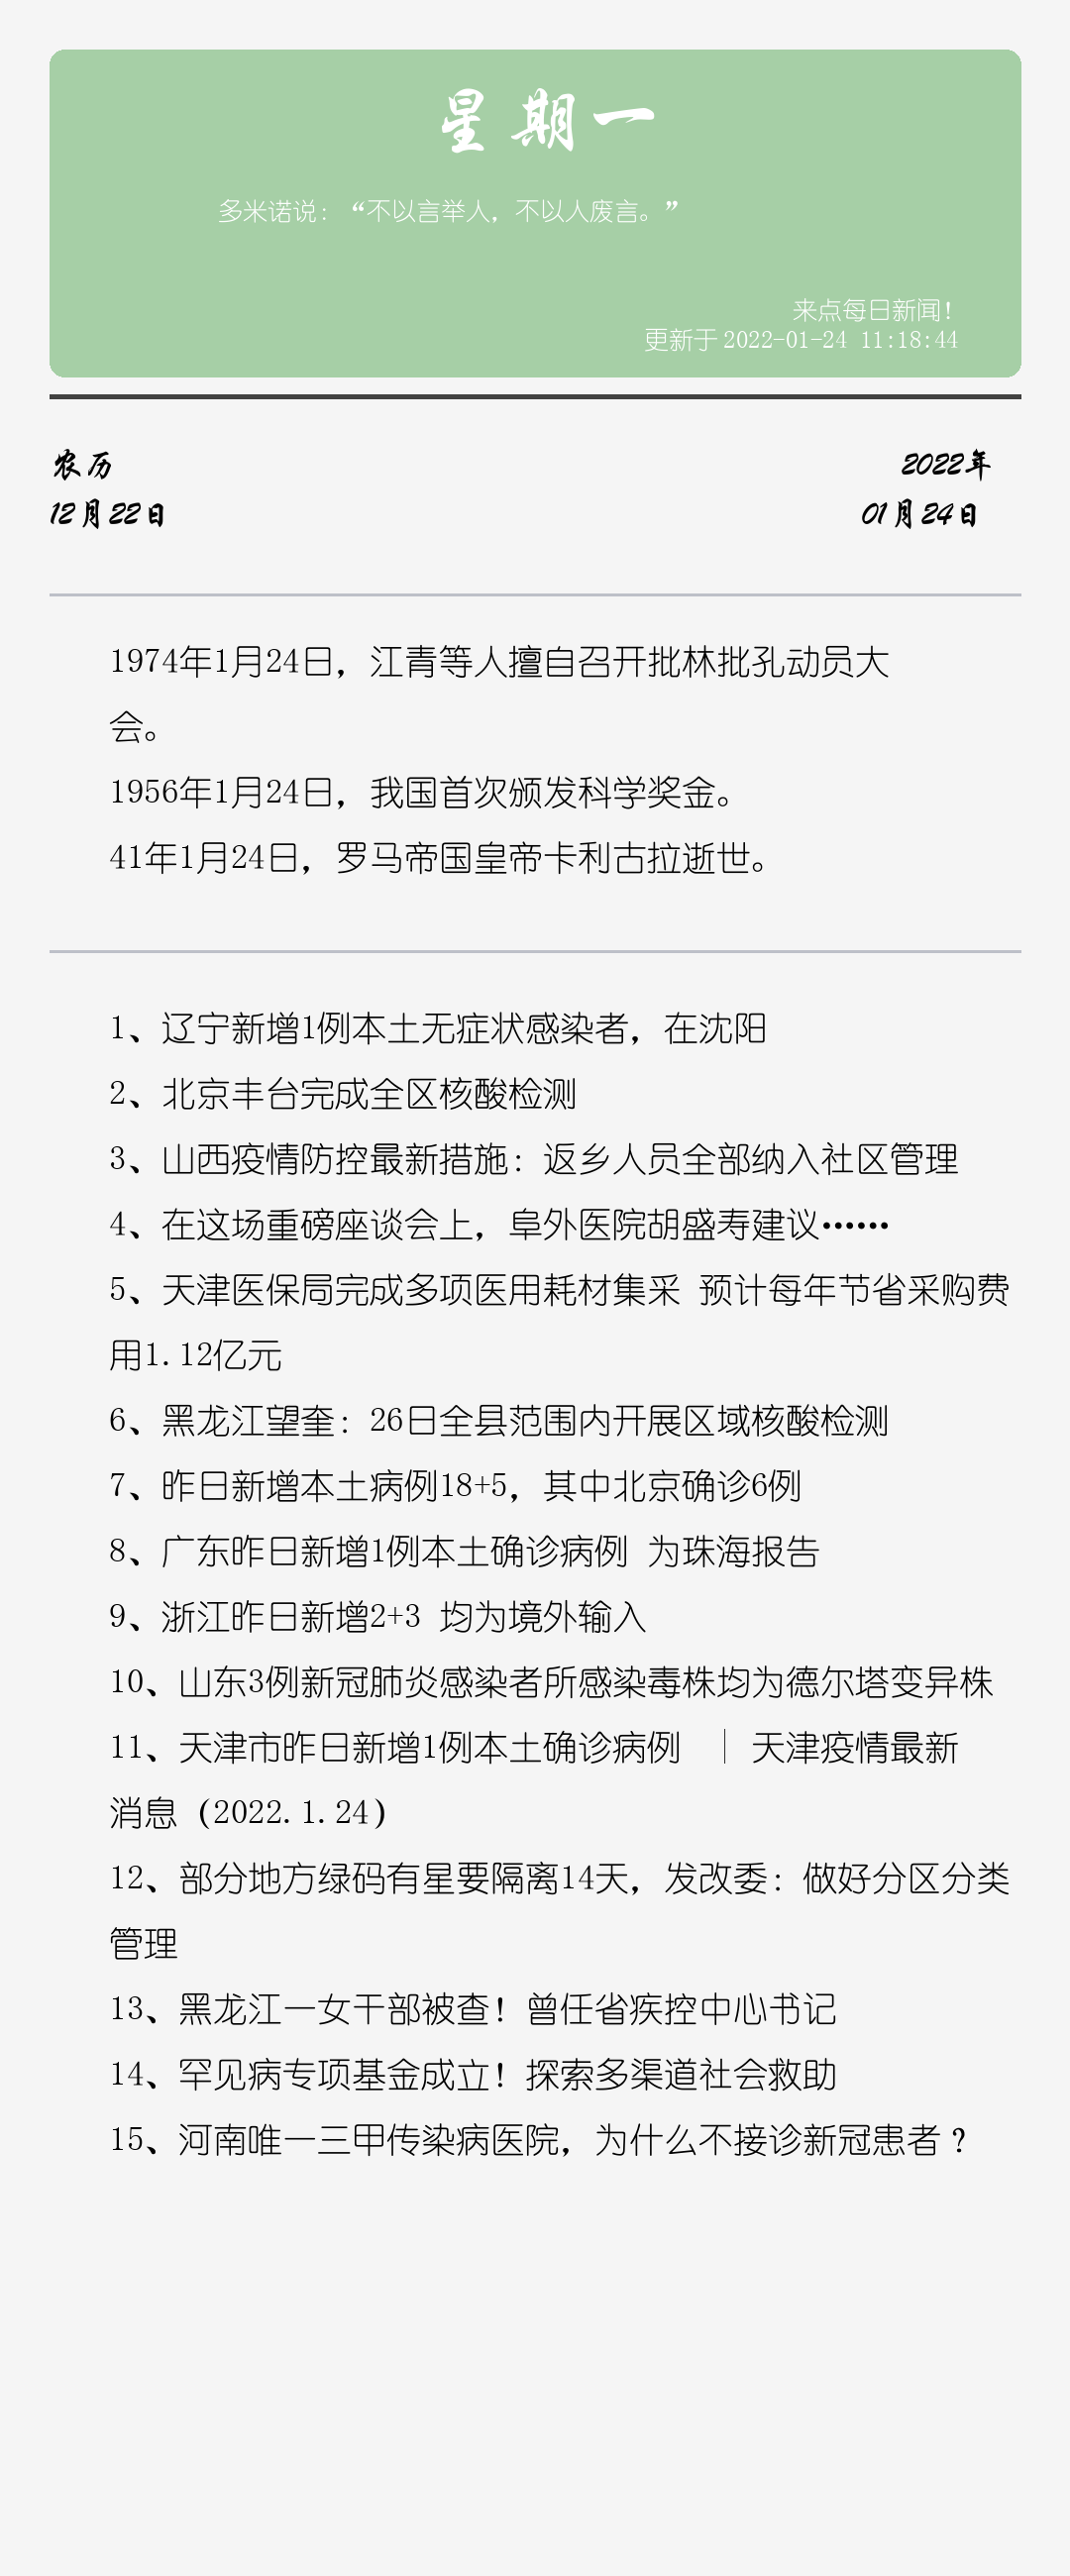 星期一
多米诺说：“不以言举人，不以人废言。”
来点每日新闻！
更新于 2022-01-24 11:18:44
农历
12月22日
2022年
01月24日
1974年1月24日，江青等人擅自召开批林批孔动员大
会。
1956年1月24日，我国首次颁发科学奖金。
41年1月24日，罗马帝国皇帝卡利古拉逝世。
1、辽宁新增1例本土无症状感染者，在沈阳
2、北京丰台完成全区核酸检测
3、山西疫情防控最新措施：返乡人员全部纳入社区管理
4、在这场重磅座谈会上，阜外医院胡盛寿建议……
5、天津医保局完成多项医用耗材集采 预计每年节省采购费
用1.12亿元
6、黑龙江望奎：26日全县范围内开展区域核酸检测
7、昨日新增本土病例18+5，其中北京确诊6例
8、广东昨日新增1例本土确诊病例 为珠海报告
9、浙江昨日新增2+3 均为境外输入
10、山东3例新冠肺炎感染者所感染毒株均为德尔塔变异株
11、天津市昨日新增1例本土确诊病例 ｜ 天津疫情最新
消息（2022.1.24）
12、部分地方绿码有星要隔离14天，发改委：做好分区分类
管理
13、黑龙江一女干部被查！曾任省疾控中心书记
14、罕见病专项基金成立！探索多渠道社会救助
15、河南唯一三甲传染病医院，为什么不接诊新冠患者？